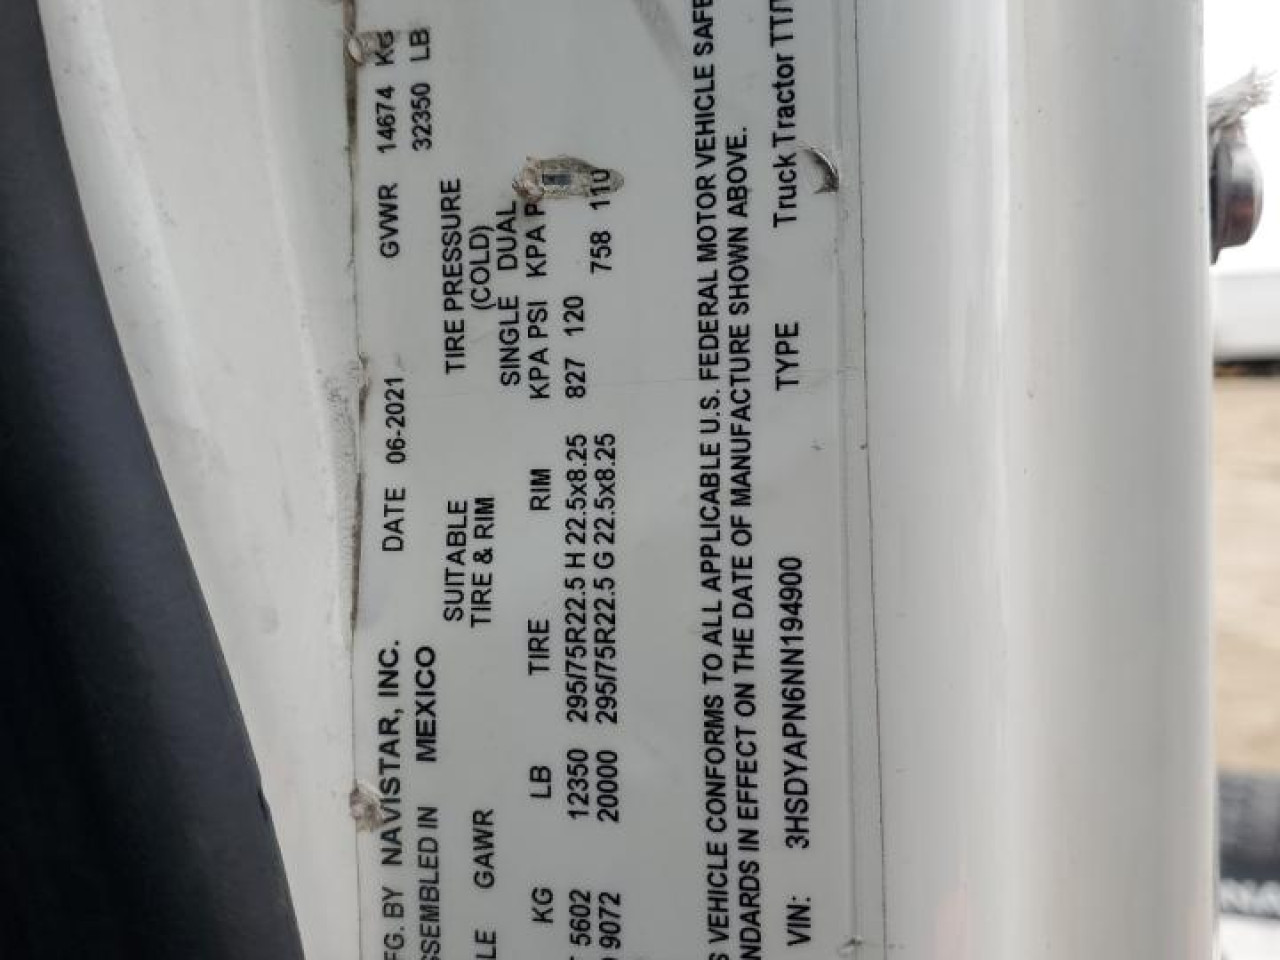 FG. BY NAVISTAR, INC. DATE 06-2021 GVWR 14674 KG
SSEMBLED IN MEXICO 32350 LB
SUITABLE TIRE PRESSURE
LE GAWR TIRE & RIM (COLD)
SINGLE DUAL
KG LB TIRE RIM KPA PSI KPA P
5602 12350 295/75R22.5 H 22.5x8.25 827 120
9072 20000 295/75R22.5 G 22.5x8.25 758 110
S VEHICLE CONFORMS TO ALL APPLICABLE U.S. FEDERAL MOTOR VEHICLE SAFE
NDARDS IN EFFECT ON THE DATE OF MANUFACTURE SHOWN ABOVE.
VIN: 3HSDYAPN6NN194900 TYPE Truck Tractor TT/